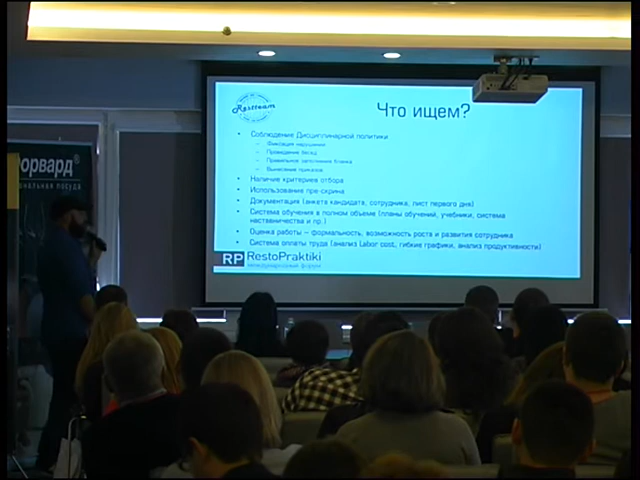 Restteam
Что ищем?
• Соблюдение Дисциплинарной политики
– Фиксация нарушения
– Проведение бесед
– Правильное заполнение бланка
– Вынесение приказов
• Наличие критериев отбора
• Использование пре-скрина
• Документация (анкета кандидата, сотрудника, лист первого дня)
• Система обучения в полном объеме (планы обучений, учебники, система
наставничества и пр.)
• Оценка работы – формальность, возможность роста и развития сотрудника
• Система оплаты труда (анализ Labor cost, гибкие графики, анализ продуктивности)
RP RestoPraktiki
международный форум
орвард®
ональная посуда